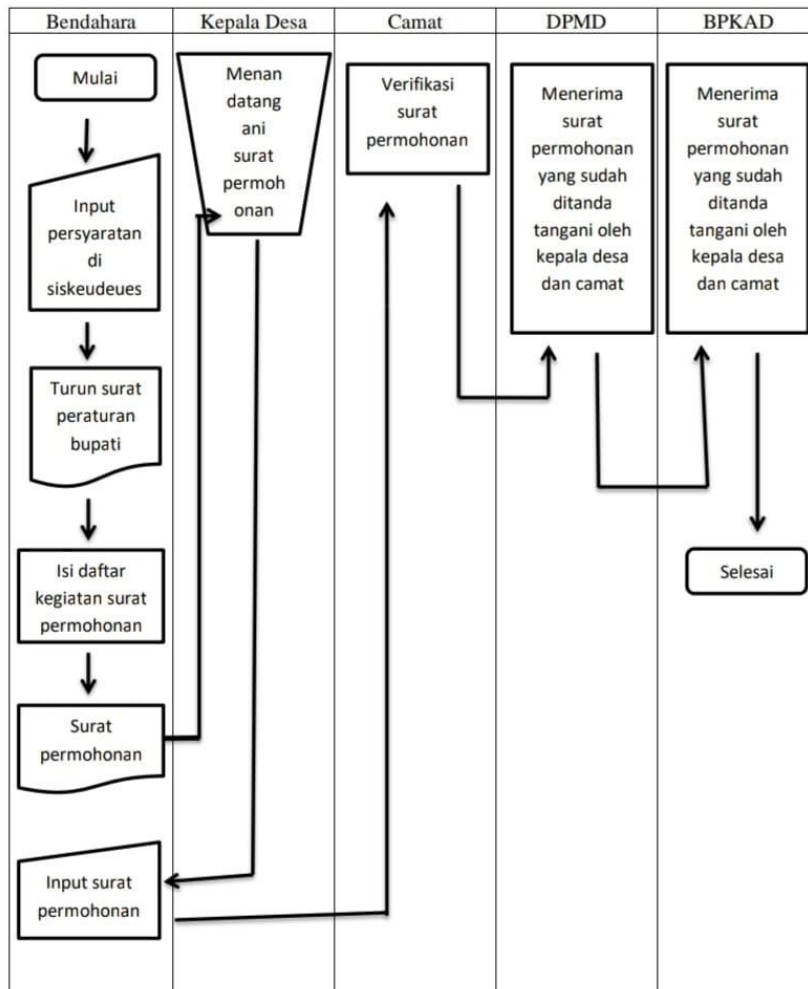 Bendahara
Kepala Desa
Camat
DPMD
BPKAD
Mulai
Input
persyaratan
di
siskeudeues
Turun surat
peraturan
bupati
Isi daftar
kegiatan surat
permohonan
Surat
permohonan
Input surat
permohonan
Menan
datang
ani
surat
permoh
onan
Verifikasi
surat
permohonan
Menerima
surat
permohonan
yang sudah
ditanda
tangani oleh
kepala desa
dan camat
Menerima
surat
permohonan
yang sudah
ditanda
tangani oleh
kepala desa
dan camat
Selesai